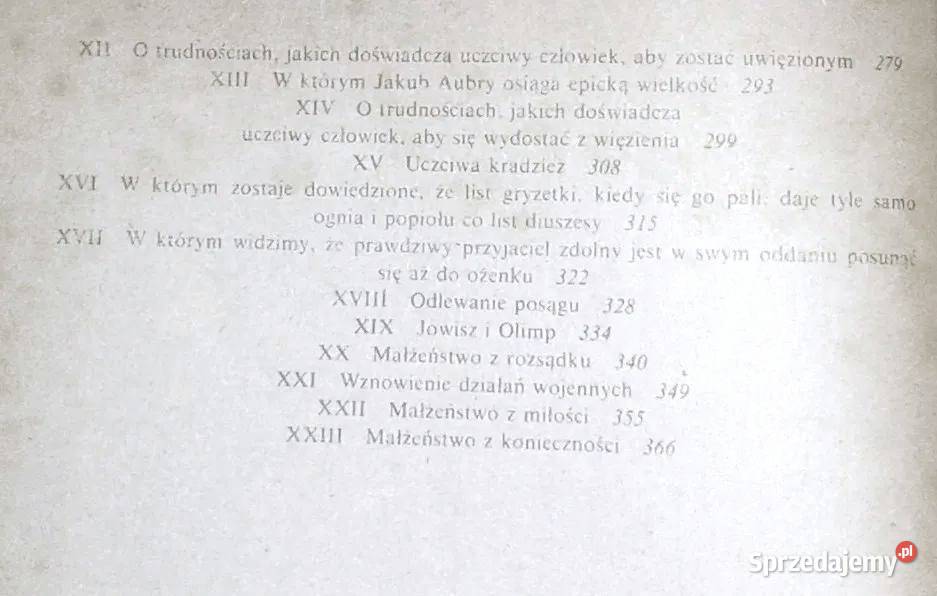 XII O trudnościach, jakich doświadcza uczciwy człowiek, aby zostać uwięzionym 279
XIII W którym Jakub Aubry osiąga epicką wielkość 293
XIV O trudnościach, jakich doświadcza
uczciwy człowiek, aby się wydostać z więzienia 299
XV Uczciwa kradzież 308
XVI W którym zostaje dowiedzione, że list gryzetki, kiedy się go pali, daje tyle samo
ognia i popiołu co list diuszesy 315
XVII W którym widzimy, że prawdziwy przyjaciel zdolny jest w swym oddaniu posunąć
się aż do ożenku 322
XVIII Odlewanie posągu 328
XIX Jowisz i Olimp 334
XX Małżeństwo z rozsądku 340
XXI Wznowienie działań wojennych 349
XXII Małżeństwo z miłości 355
XXIII Małżeństwo z konieczności 366
Sprzedajemy.pl